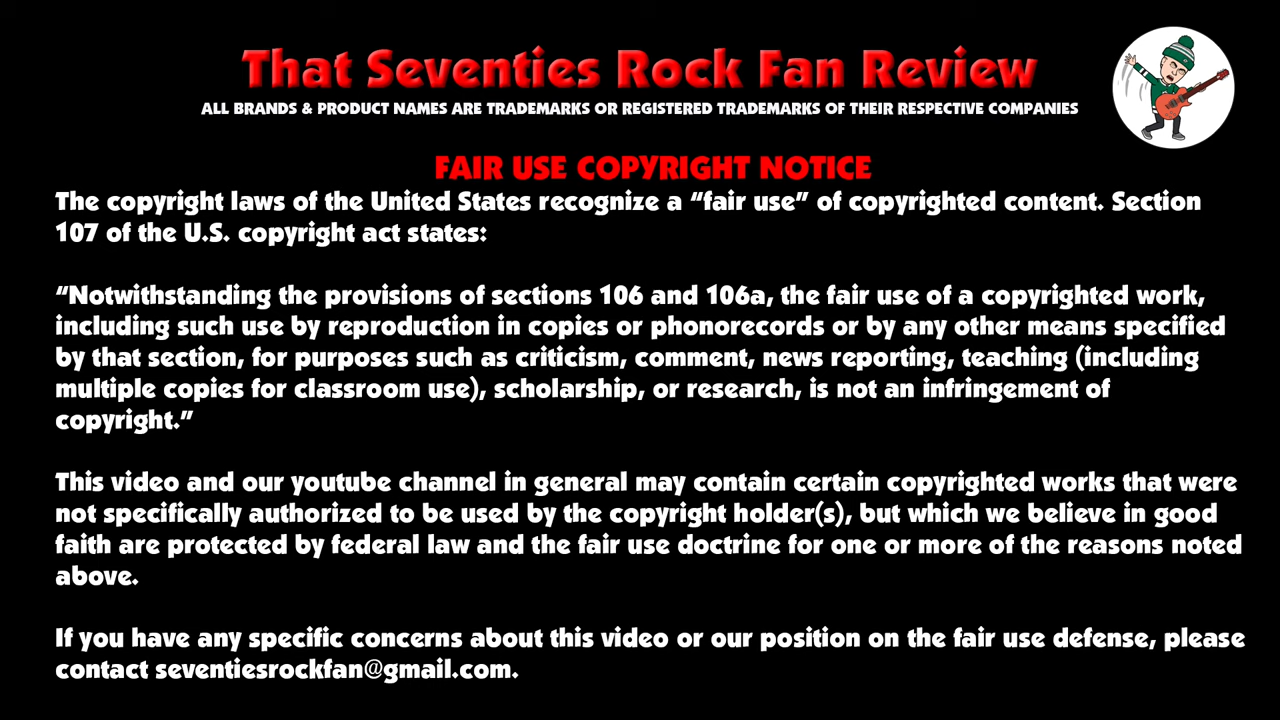 That Seventies Rock Fan Review
ALL BRANDS & PRODUCT NAMES ARE TRADEMARKS OR REGISTERED TRADEMARKS OF THEIR RESPECTIVE COMPANIES
FAIR USE COPYRIGHT NOTICE
The copyright laws of the United States recognize a “fair use” of copyrighted content. Section
107 of the U.S. copyright act states:
“Notwithstanding the provisions of sections 106 and 106a, the fair use of a copyrighted work,
including such use by reproduction in copies or phonorecords or by any other means specified
by that section, for purposes such as criticism, comment, news reporting, teaching (including
multiple copies for classroom use), scholarship, or research, is not an infringement of
copyright.”
This video and our youtube channel in general may contain certain copyrighted works that were
not specifically authorized to be used by the copyright holder(s), but which we believe in good
faith are protected by federal law and the fair use doctrine for one or more of the reasons noted
above.
If you have any specific concerns about this video or our position on the fair use defense, please
contact seventiesrockfan@gmail.com.